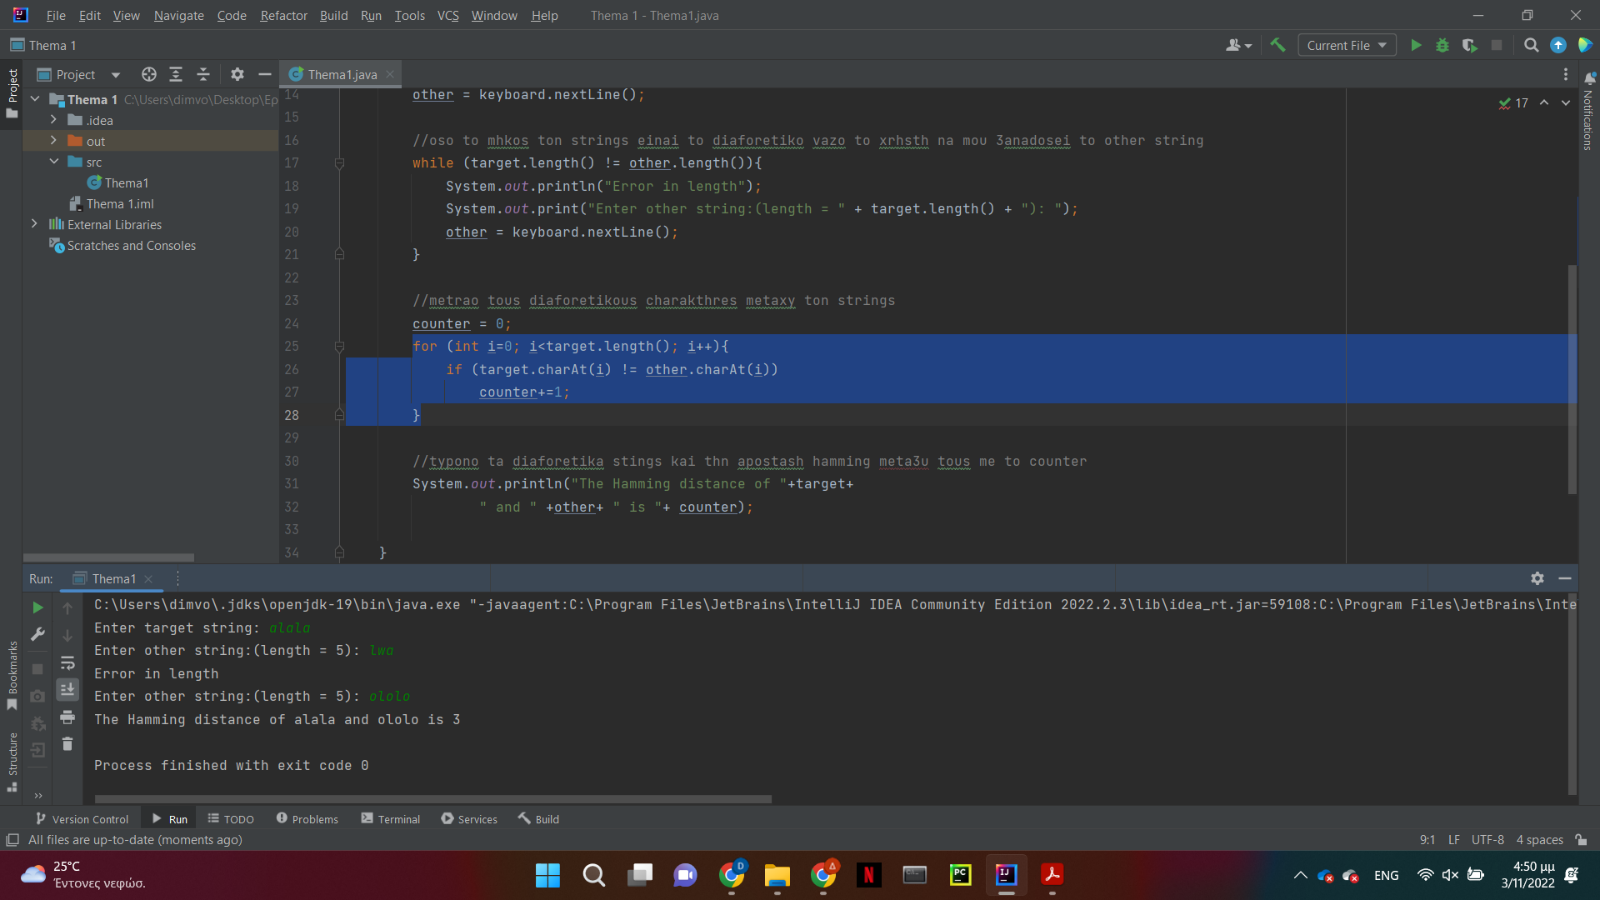 File Edit View Navigate Code Refactor Build Run Tools VCS Window Help Thema 1 - Thema1.java
Thema 1
Current File
Project
Project
Thema1.java
Thema 1 C:\Users\dimvo\Desktop\Ep
.idea
out
src
Thema1
Thema 1.iml
External Libraries
Scratches and Consoles
17
Notifications
14 other = keyboard.nextLine();
15
16 //oso to mhkos ton strings einai to diaforetiko vazo to xrhsth na mou 3anadosei to other string
17 while (target.length() != other.length()){
18 System.out.println("Error in length");
19 System.out.print("Enter other string:(length = " + target.length() + "): ");
20 other = keyboard.nextLine();
21 }
22
23 //metrao tous diaforetikous charakthres metaxy ton strings
24 counter = 0;
25 for (int i=0; i<target.length(); i++){
26 if (target.charAt(i) != other.charAt(i))
27 counter+=1;
28 }
29
30 //typono ta diaforetika stings kai thn apostash hamming meta3u tous me to counter
31 System.out.println("The Hamming distance of "+target+
32 " and " +other+ " is "+ counter);
33
34 }
Run: Thema1
C:\Users\dimvo\.jdks\openjdk-19\bin\java.exe "-javaagent:C:\Program Files\JetBrains\IntelliJ IDEA Community Edition 2022.2.3\lib\idea_rt.jar=59108:C:\Program Files\JetBrains\Inte
Enter target string: alala
Enter other string:(length = 5): lwa
Error in length
Enter other string:(length = 5): ololo
The Hamming distance of alala and ololo is 3
Process finished with exit code 0
Bookmarks
Structure
Version Control Run TODO Problems Terminal Services Build
All files are up-to-date (moments ago)
9:1 LF UTF-8 4 spaces
25°C
Έντονες νεφώσ.
D
N
PC
IJ
ENG
4:50 μμ
3/11/2022